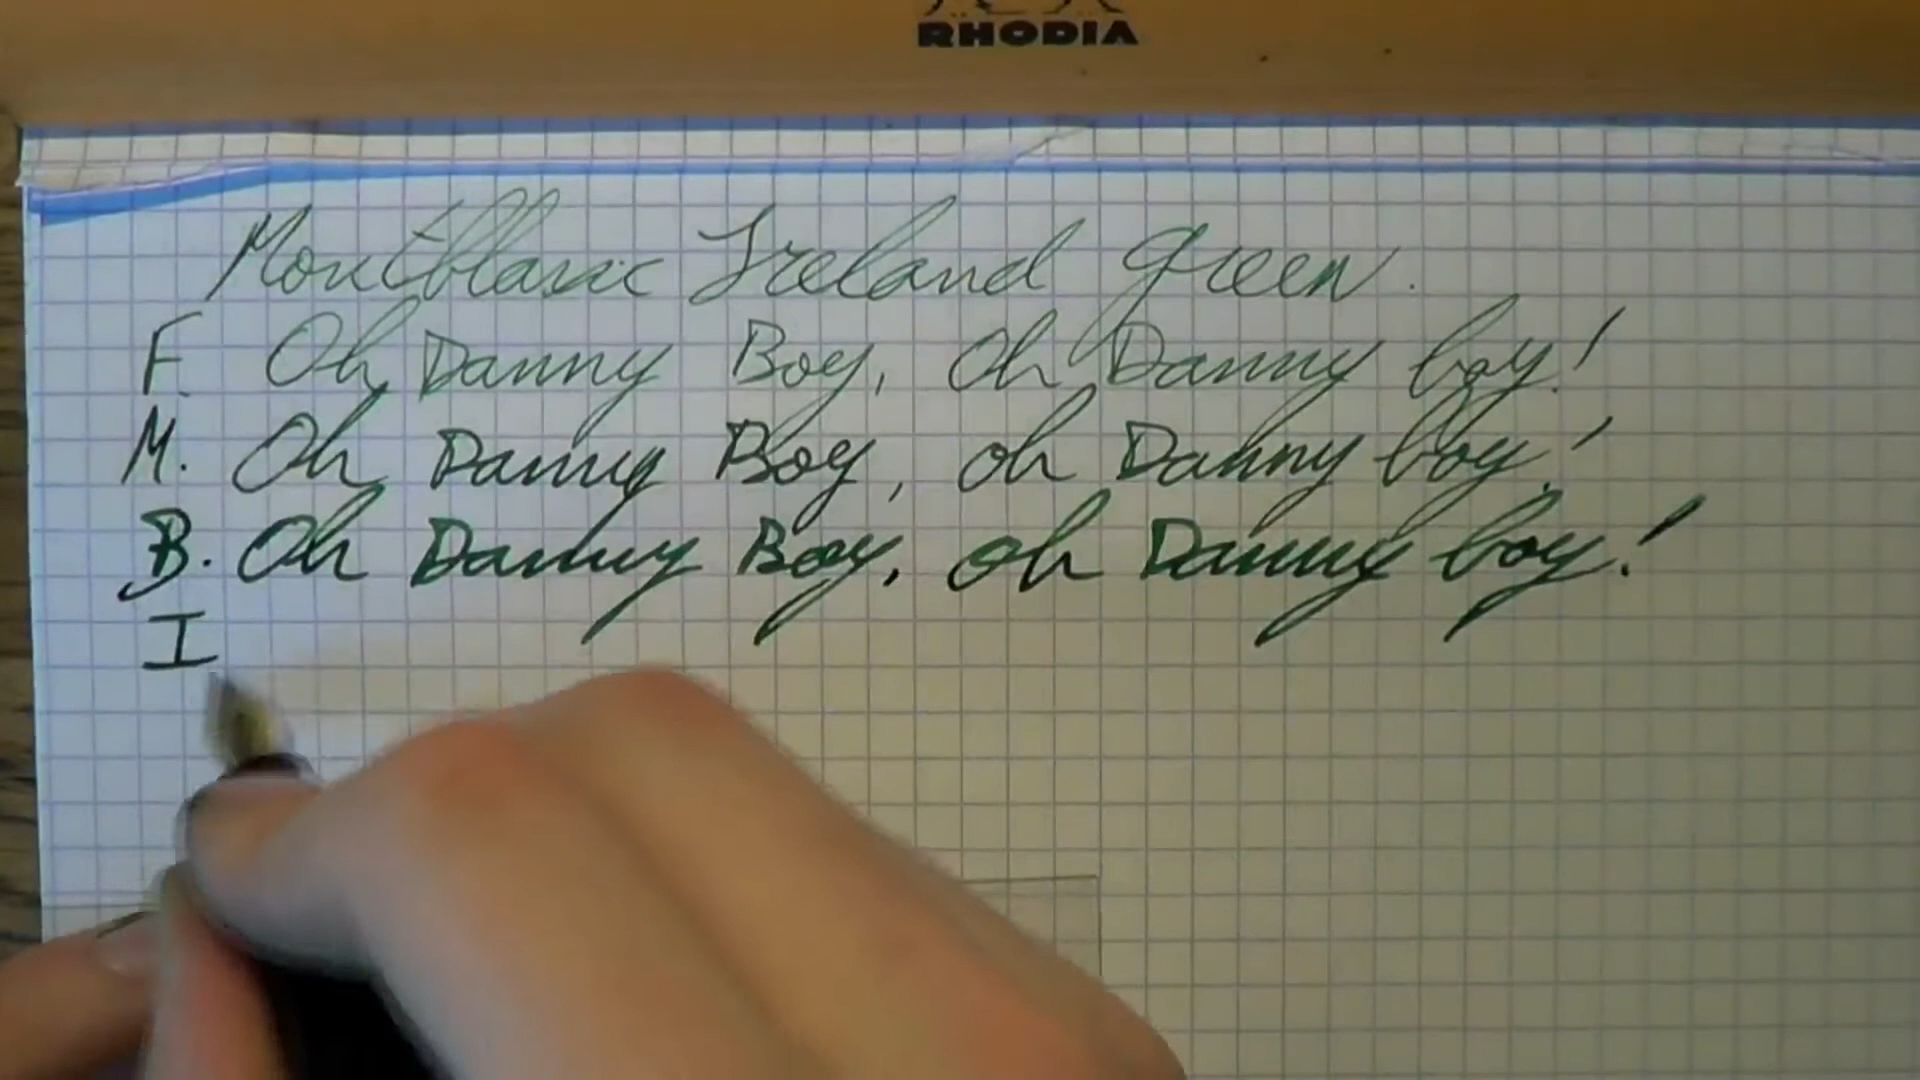 RHODIA
Montblanc Ireland Green.
F. Oh Danny Boy, Oh Danny boy!
M. Oh Danny Boy, oh Danny boy!
B. Oh Danny Boy, oh Danny boy!
I